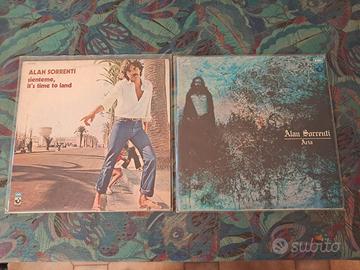 ALAN SORRENTI
sienteme,
it's time to land
Alan Sorrenti
Aria
subito